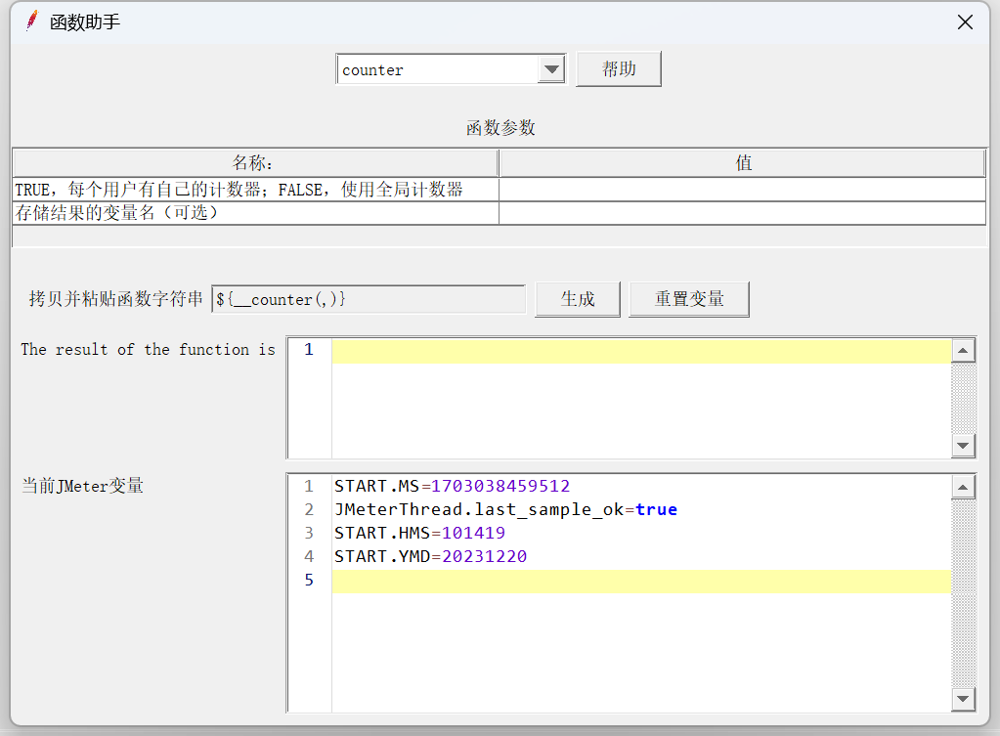 函数助手
counter
帮助
函数参数
名称:
值
TRUE，每个用户有自己的计数器；FALSE，使用全局计数器
存储结果的变量名（可选）
拷贝并粘贴函数字符串
${__counter(,)}
生成
重置变量
The result of the function is
1
当前JMeter变量
1 START.MS=1703038459512
2 JMeterThread.last_sample_ok=true
3 START.HMS=101419
4 START.YMD=20231220
5